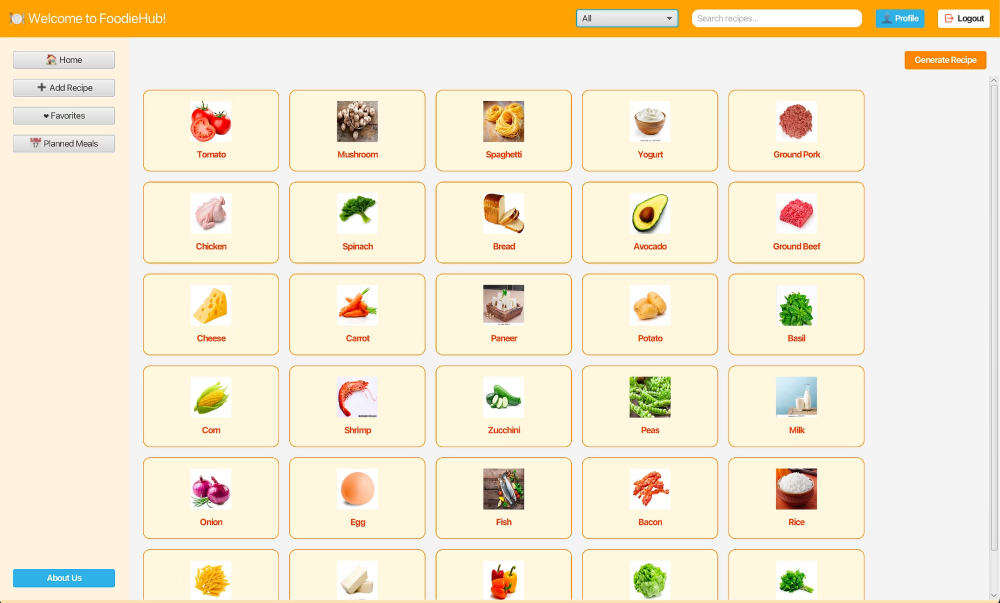 Welcome to FoodieHub!
All
Search recipes...
Profile
Logout
Home
Add Recipe
Favorites
17 Planned Meals
Generate Recipe
Tomato
Mushroom
Spaghetti
Yogurt
Ground Pork
Chicken
Spinach
Bread
Avocado
Ground Beef
Cheese
Carrot
Paneer
Potato
Basil
Corn
Shrimp
Zucchini
Peas
Milk
Onion
Egg
Fish
Bacon
Rice
About Us